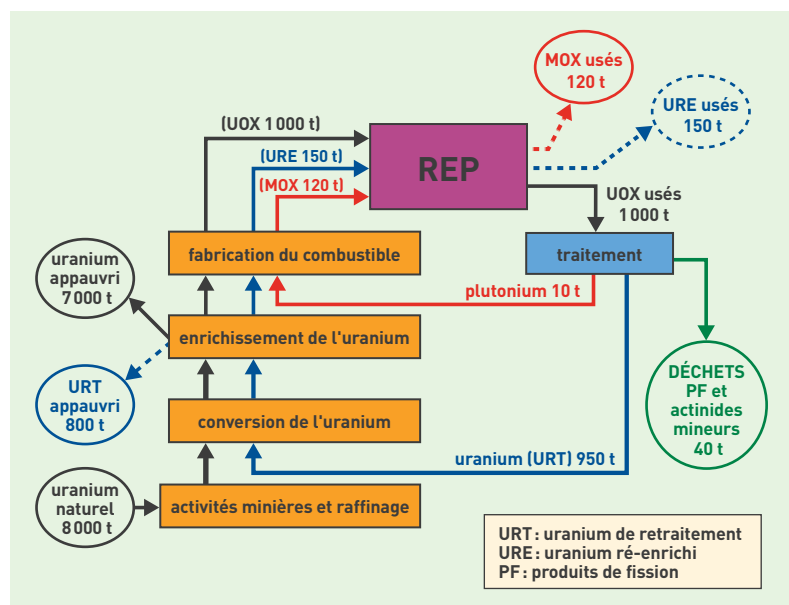 MOX usés
120 t
URE usés
150 t
(UOX 1 000 t)
(URE 150 t)
(MOX 120 t)
REP
UOX usés
1 000 t
fabrication du combustible
traitement
uranium
appauvri
7 000 t
plutonium 10 t
enrichissement de l'uranium
URT
appauvri
800 t
DÉCHETS
PF et
actinides
mineurs
40 t
conversion de l'uranium
uranium (URT) 950 t
uranium
naturel
8 000 t
activités minières et raffinage
URT : uranium de retraitement
URE : uranium ré-enrichi
PF : produits de fission